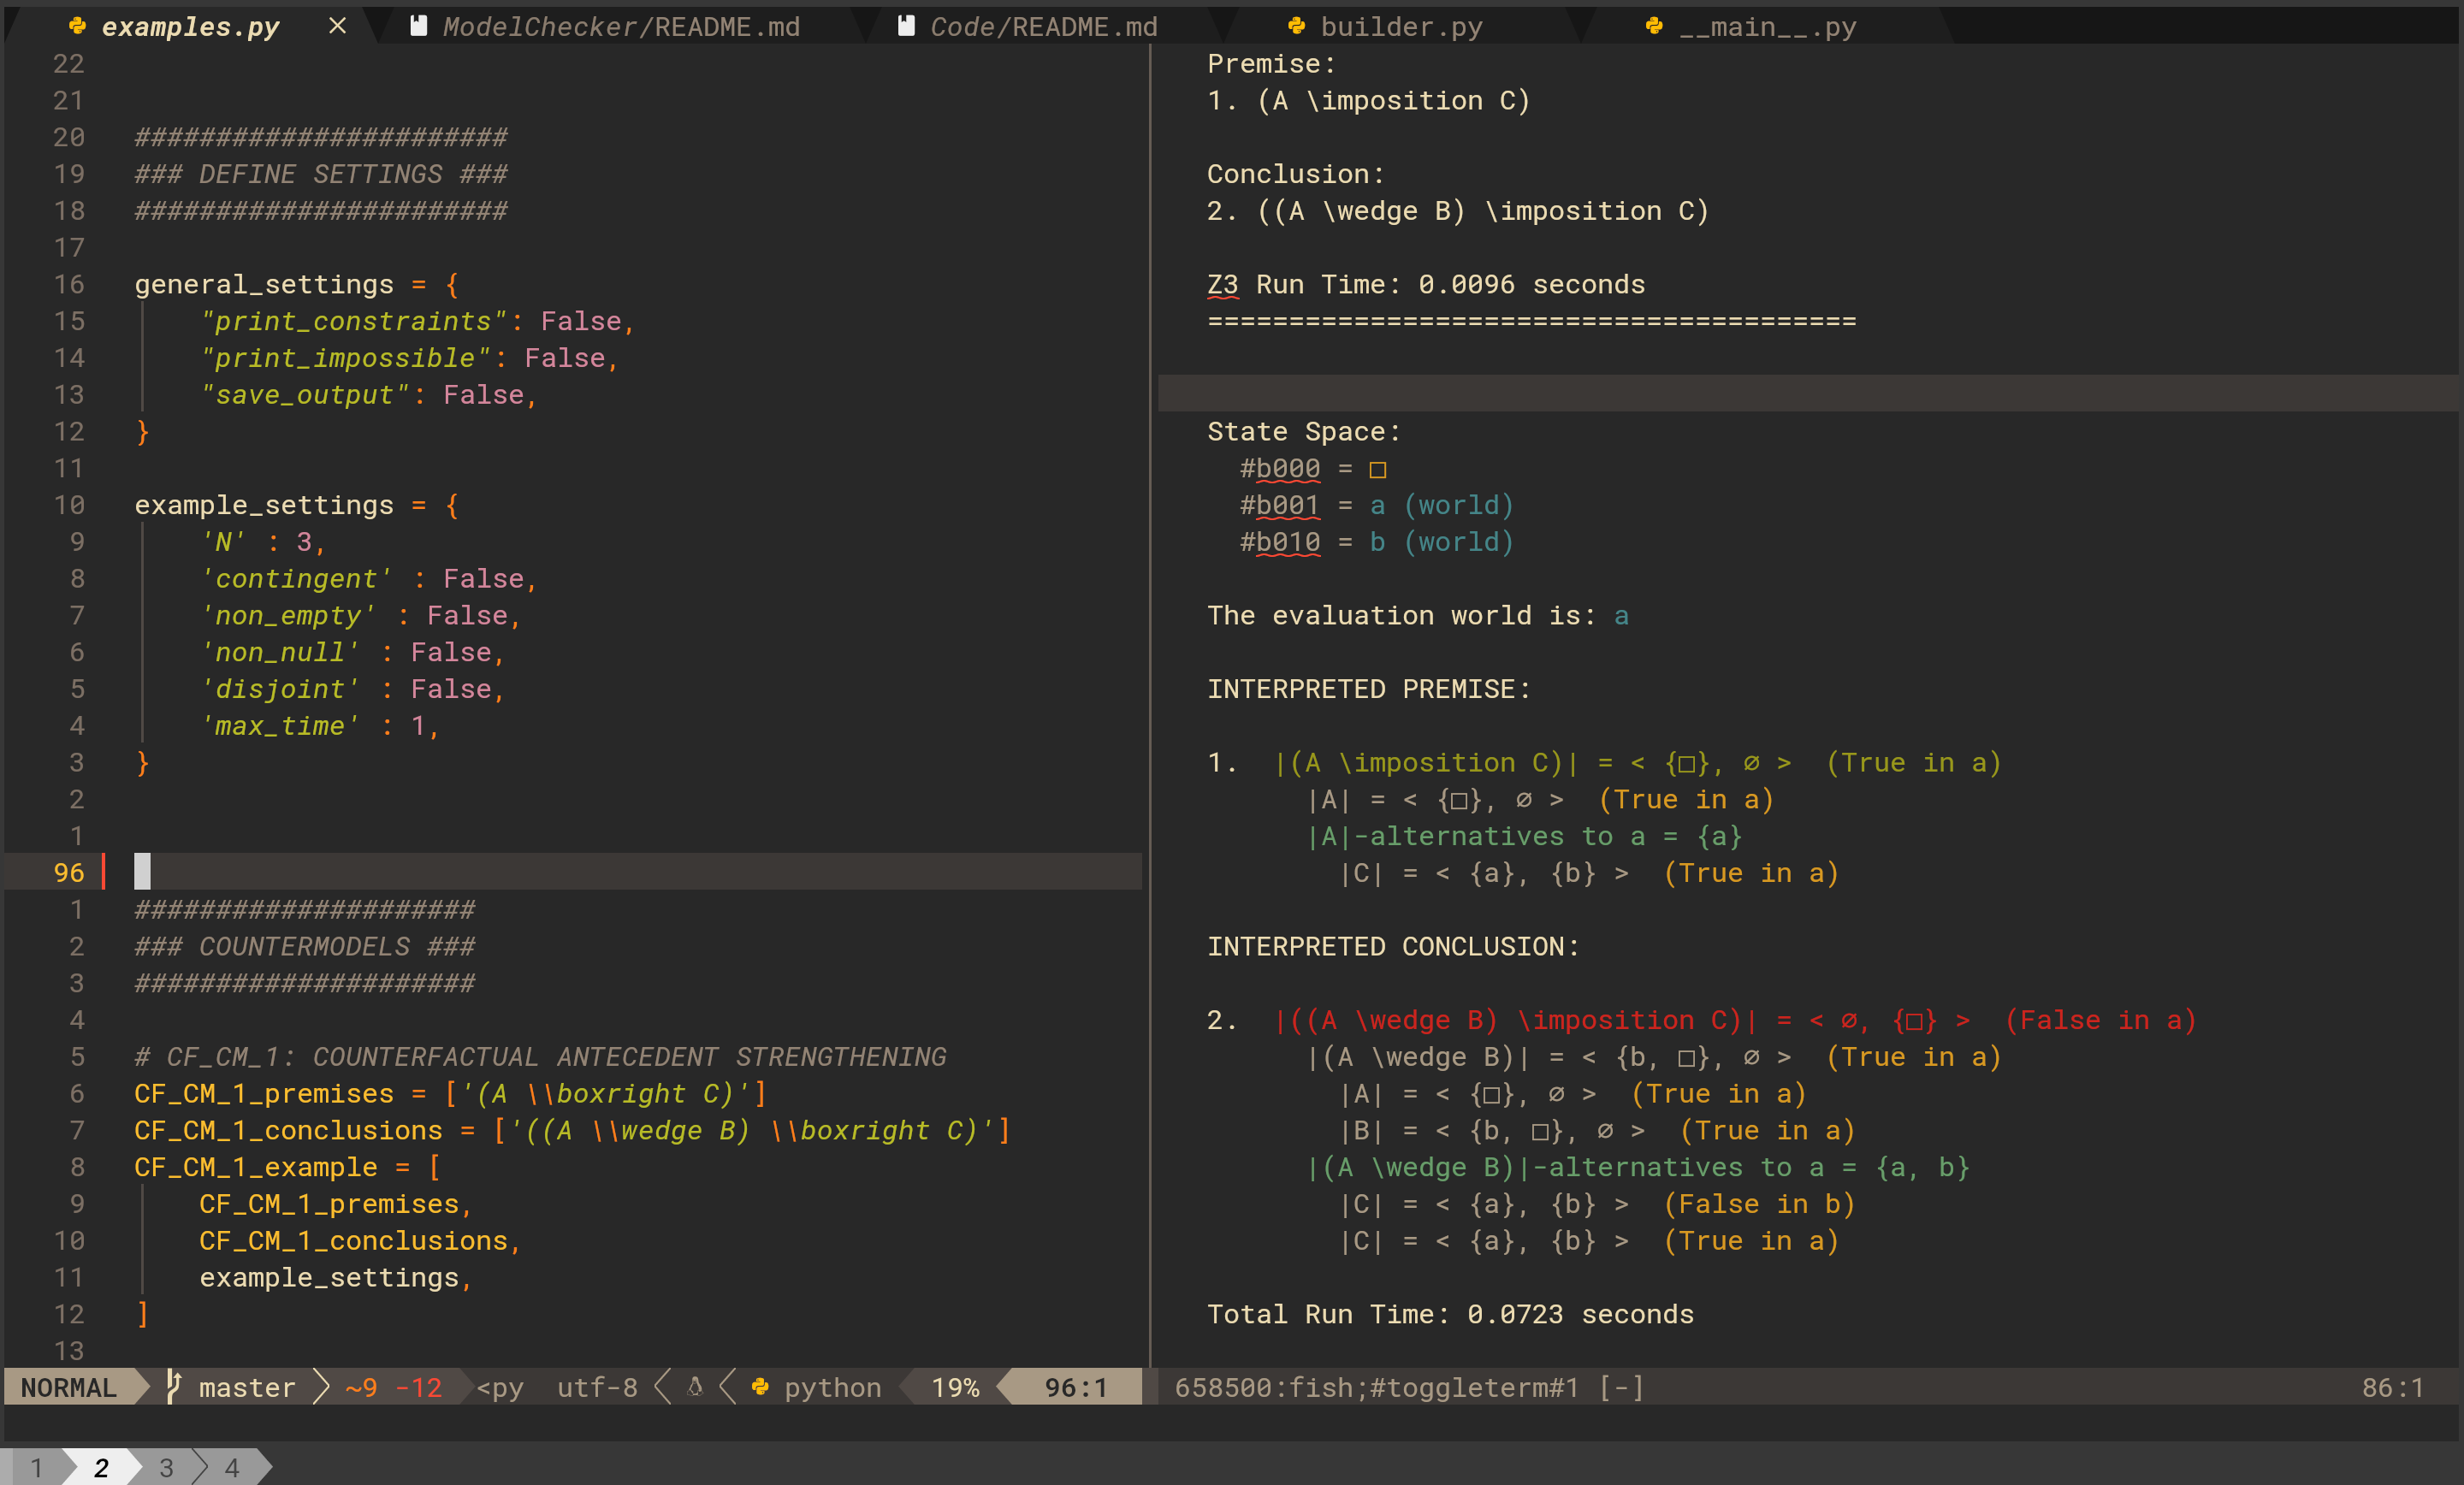 examples.py × ModelChecker/README.md Code/README.md builder.py __main__.py
22
21
20 #######################
19 ### DEFINE SETTINGS ###
18 #######################
17
16 general_settings = {
15     "print_constraints": False,
14     "print_impossible": False,
13     "save_output": False,
12 }
11
10 example_settings = {
9     'N' : 3,
8     'contingent' : False,
7     'non_empty' : False,
6     'non_null' : False,
5     'disjoint' : False,
4     'max_time' : 1,
3 }
2
1
96
1 #####################
2 ### COUNTERMODELS ###
3 #####################
4
5 # CF_CM_1: COUNTERFACTUAL ANTECEDENT STRENGTHENING
6 CF_CM_1_premises = ['(A \\boxright C)']
7 CF_CM_1_conclusions = ['((A \\wedge B) \\boxright C)']
8 CF_CM_1_example = [
9     CF_CM_1_premises,
10     CF_CM_1_conclusions,
11     example_settings,
12 ]
13
NORMAL master ~9 -12 <py utf-8 python 19% 96:1
Premise:
1. (A \imposition C)
Conclusion:
2. ((A \wedge B) \imposition C)
Z3 Run Time: 0.0096 seconds
========================================
State Space:
#b000 = □
#b001 = a (world)
#b010 = b (world)
The evaluation world is: a
INTERPRETED PREMISE:
1. |(A \imposition C)| = < {□}, ∅ > (True in a)
|A| = < {□}, ∅ > (True in a)
|A|-alternatives to a = {a}
|C| = < {a}, {b} > (True in a)
INTERPRETED CONCLUSION:
2. |((A \wedge B) \imposition C)| = < ∅, {□} > (False in a)
|(A \wedge B)| = < {b, □}, ∅ > (True in a)
|A| = < {□}, ∅ > (True in a)
|B| = < {b, □}, ∅ > (True in a)
|(A \wedge B)|-alternatives to a = {a, b}
|C| = < {a}, {b} > (False in b)
|C| = < {a}, {b} > (True in a)
Total Run Time: 0.0723 seconds
658500:fish;#toggleterm#1 [-] 86:1
1 2 3 4